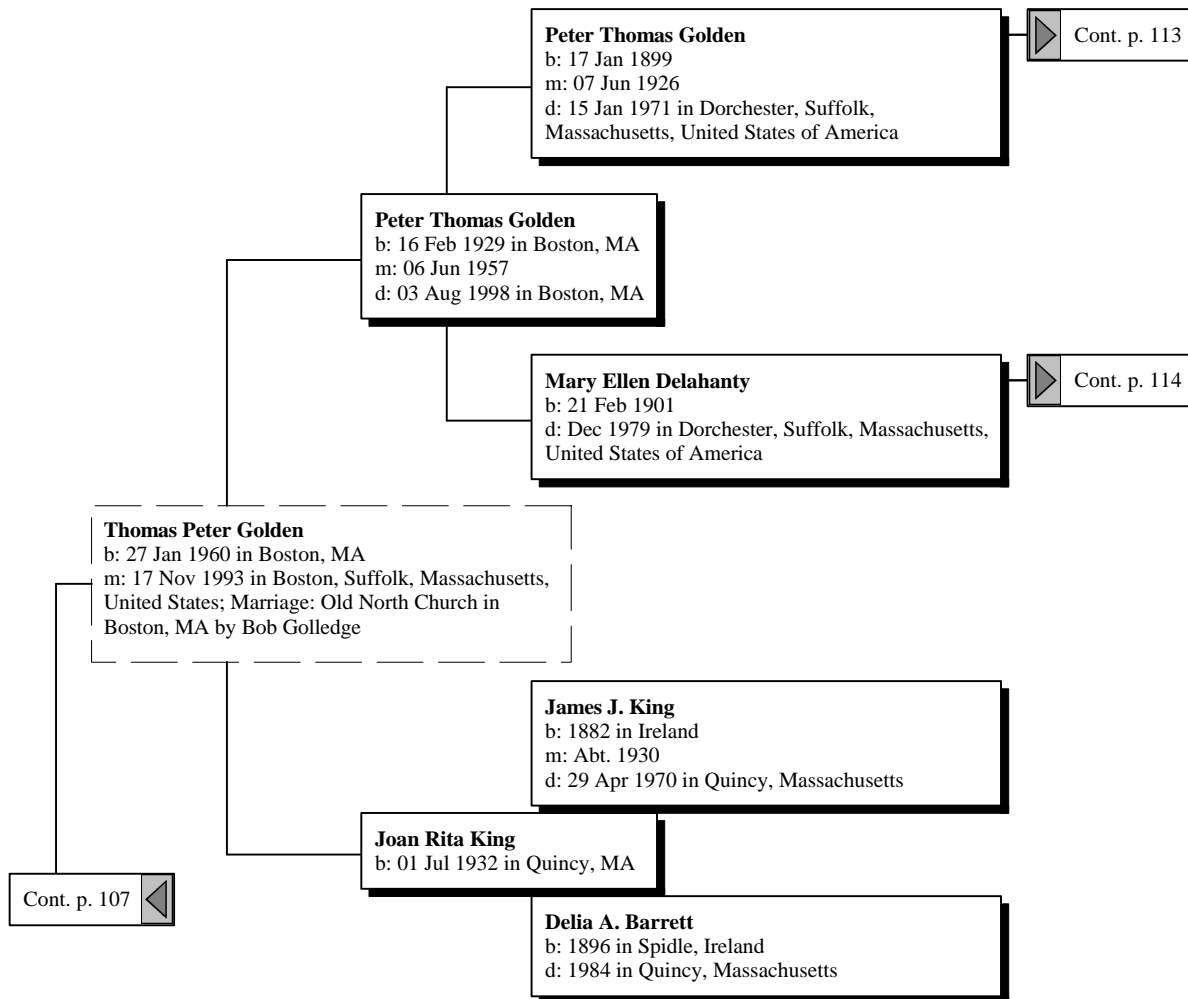 Peter Thomas Golden
b: 17 Jan 1899
m: 07 Jun 1926
d: 15 Jan 1971 in Dorchester, Suffolk,
Massachusetts, United States of America
Cont. p. 113
Peter Thomas Golden
b: 16 Feb 1929 in Boston, MA
m: 06 Jun 1957
d: 03 Aug 1998 in Boston, MA
Mary Ellen Delahanty
b: 21 Feb 1901
d: Dec 1979 in Dorchester, Suffolk, Massachusetts,
United States of America
Cont. p. 114
Thomas Peter Golden
b: 27 Jan 1960 in Boston, MA
m: 17 Nov 1993 in Boston, Suffolk, Massachusetts,
United States; Marriage: Old North Church in
Boston, MA by Bob Golledge
James J. King
b: 1882 in Ireland
m: Abt. 1930
d: 29 Apr 1970 in Quincy, Massachusetts
Joan Rita King
b: 01 Jul 1932 in Quincy, MA
Cont. p. 107
Delia A. Barrett
b: 1896 in Spidle, Ireland
d: 1984 in Quincy, Massachusetts